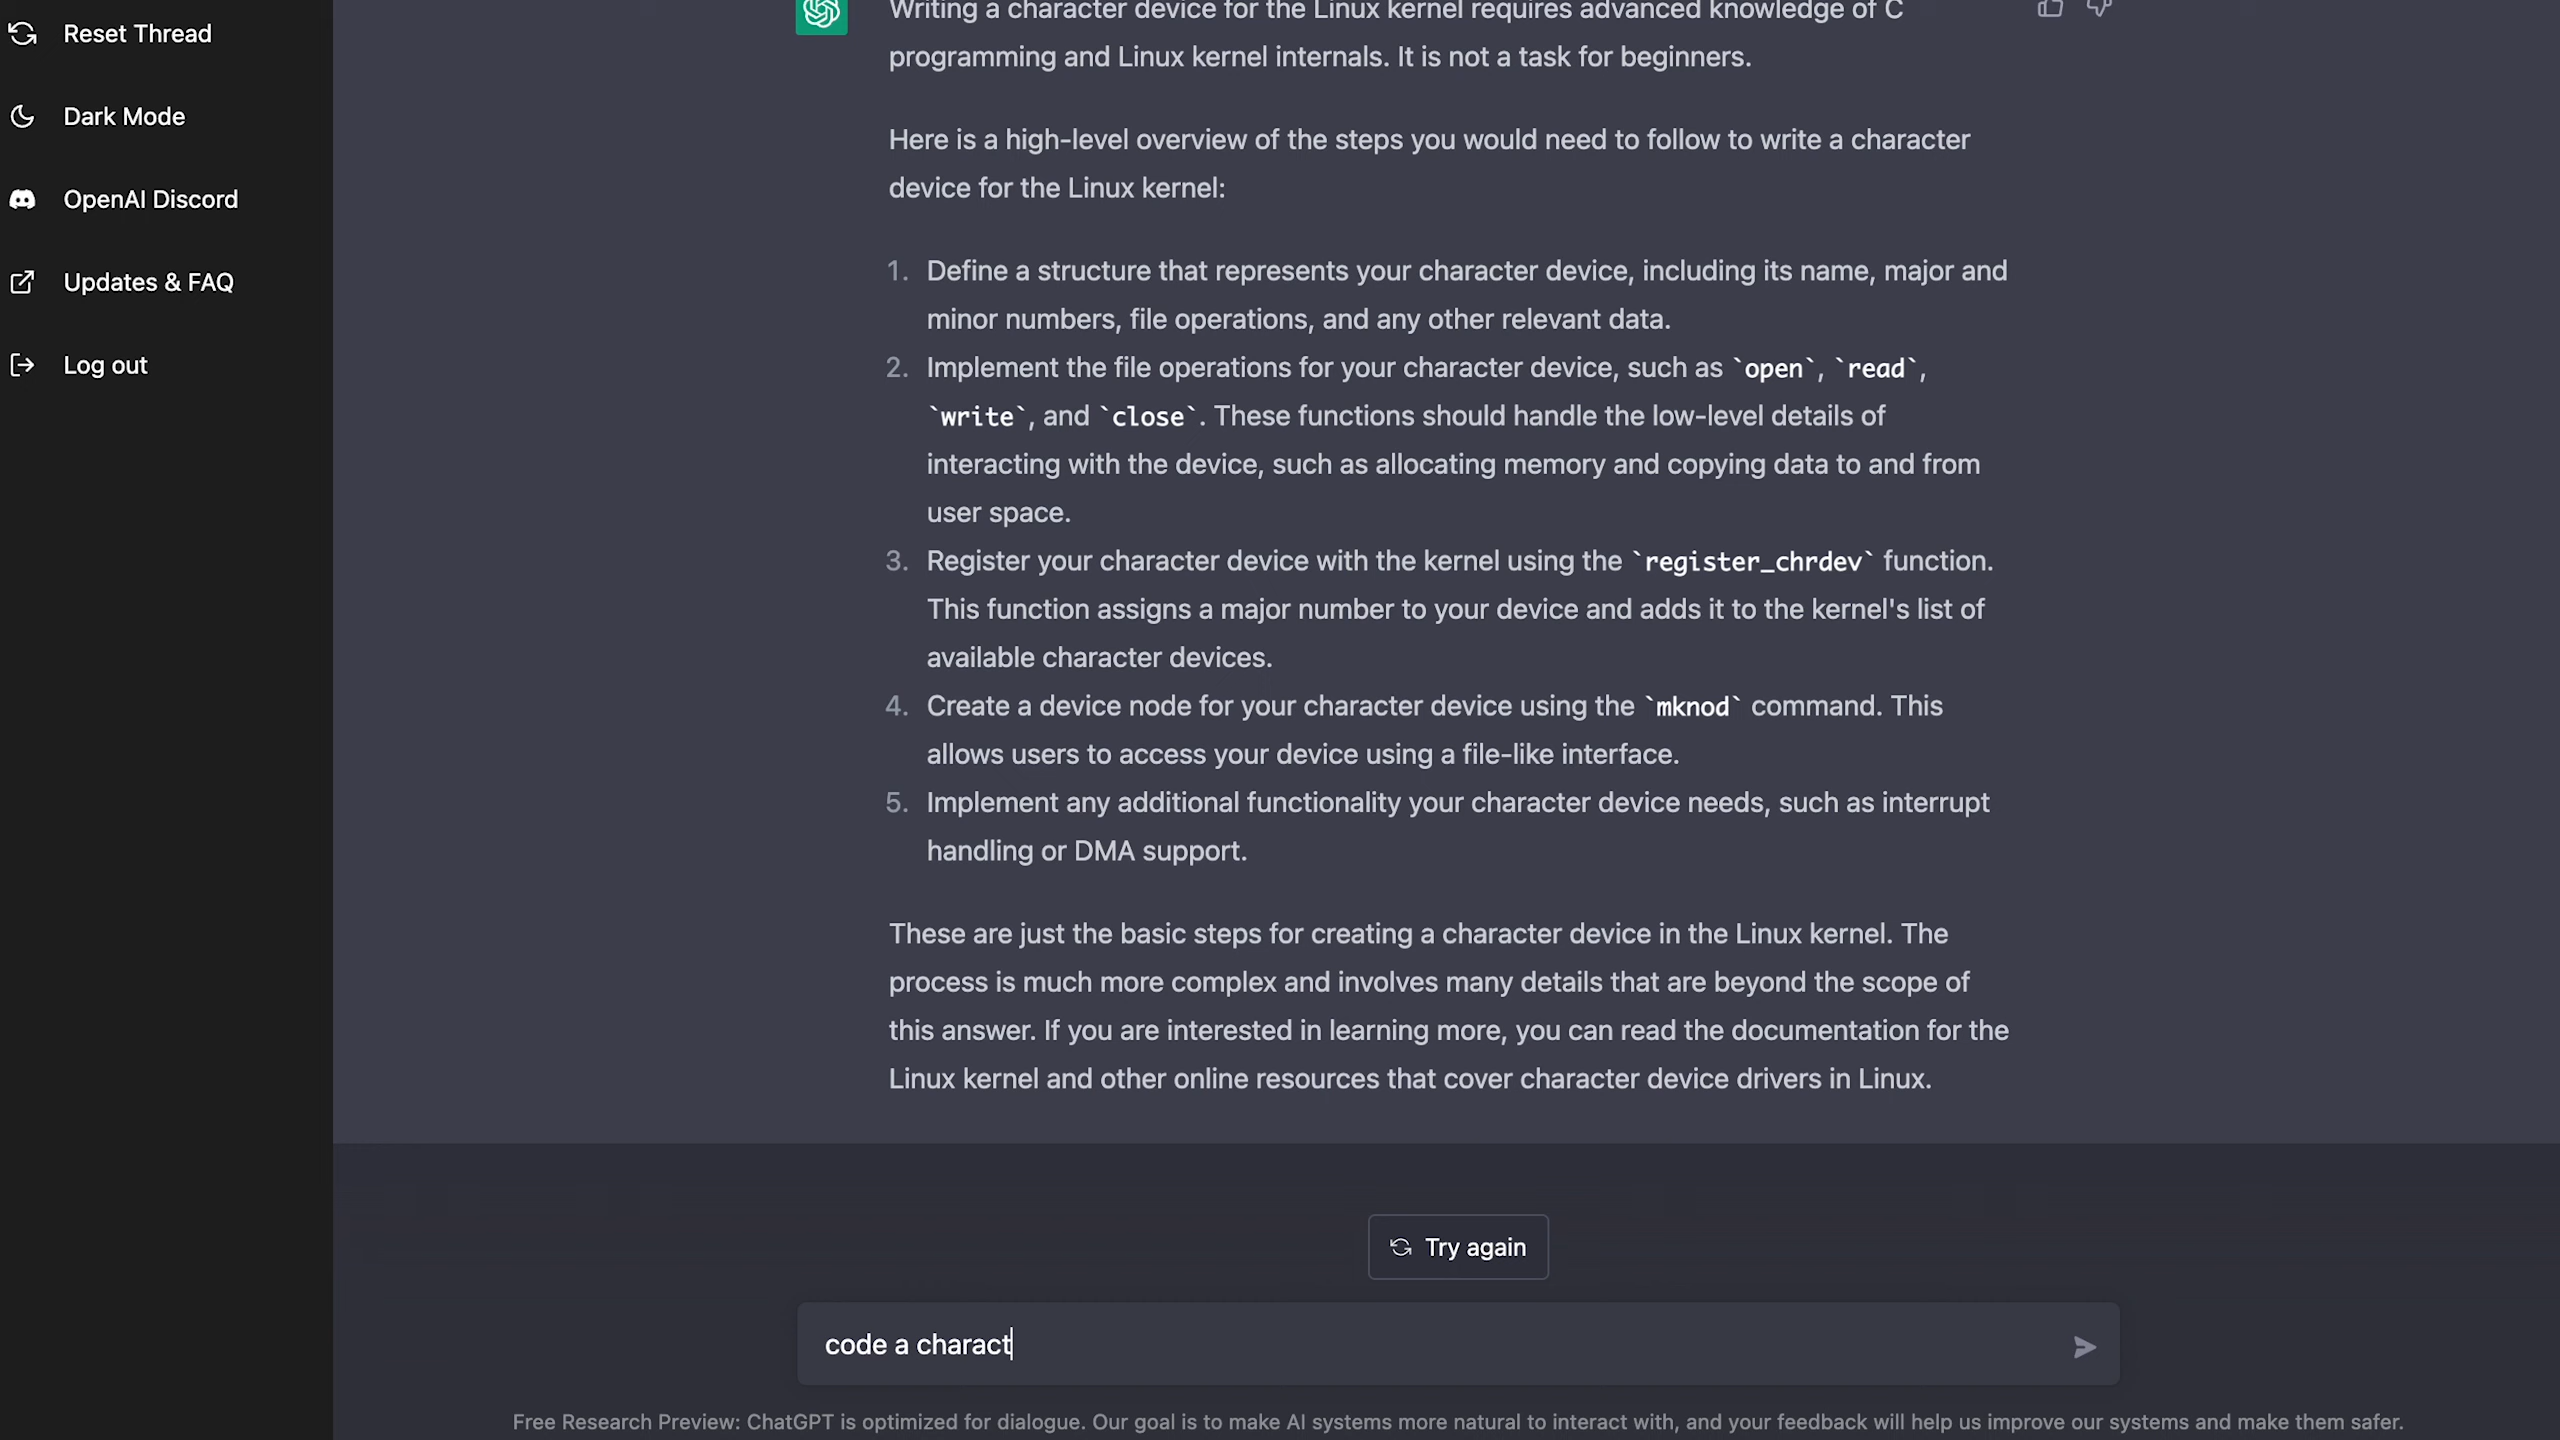 Reset Thread
Dark Mode
OpenAI Discord
Updates & FAQ
Log out
Writing a character device for the Linux kernel requires advanced knowledge of C
programming and Linux kernel internals. It is not a task for beginners.
Here is a high-level overview of the steps you would need to follow to write a character
device for the Linux kernel:
1. Define a structure that represents your character device, including its name, major and
minor numbers, file operations, and any other relevant data.
2. Implement the file operations for your character device, such as `open`, `read`,
`write`, and `close`. These functions should handle the low-level details of
interacting with the device, such as allocating memory and copying data to and from
user space.
3. Register your character device with the kernel using the `register_chrdev` function.
This function assigns a major number to your device and adds it to the kernel's list of
available character devices.
4. Create a device node for your character device using the `mknod` command. This
allows users to access your device using a file-like interface.
5. Implement any additional functionality your character device needs, such as interrupt
handling or DMA support.
These are just the basic steps for creating a character device in the Linux kernel. The
process is much more complex and involves many details that are beyond the scope of
this answer. If you are interested in learning more, you can read the documentation for the
Linux kernel and other online resources that cover character device drivers in Linux.
Try again
code a charact
Free Research Preview: ChatGPT is optimized for dialogue. Our goal is to make AI systems more natural to interact with, and your feedback will help us improve our systems and make them safer.